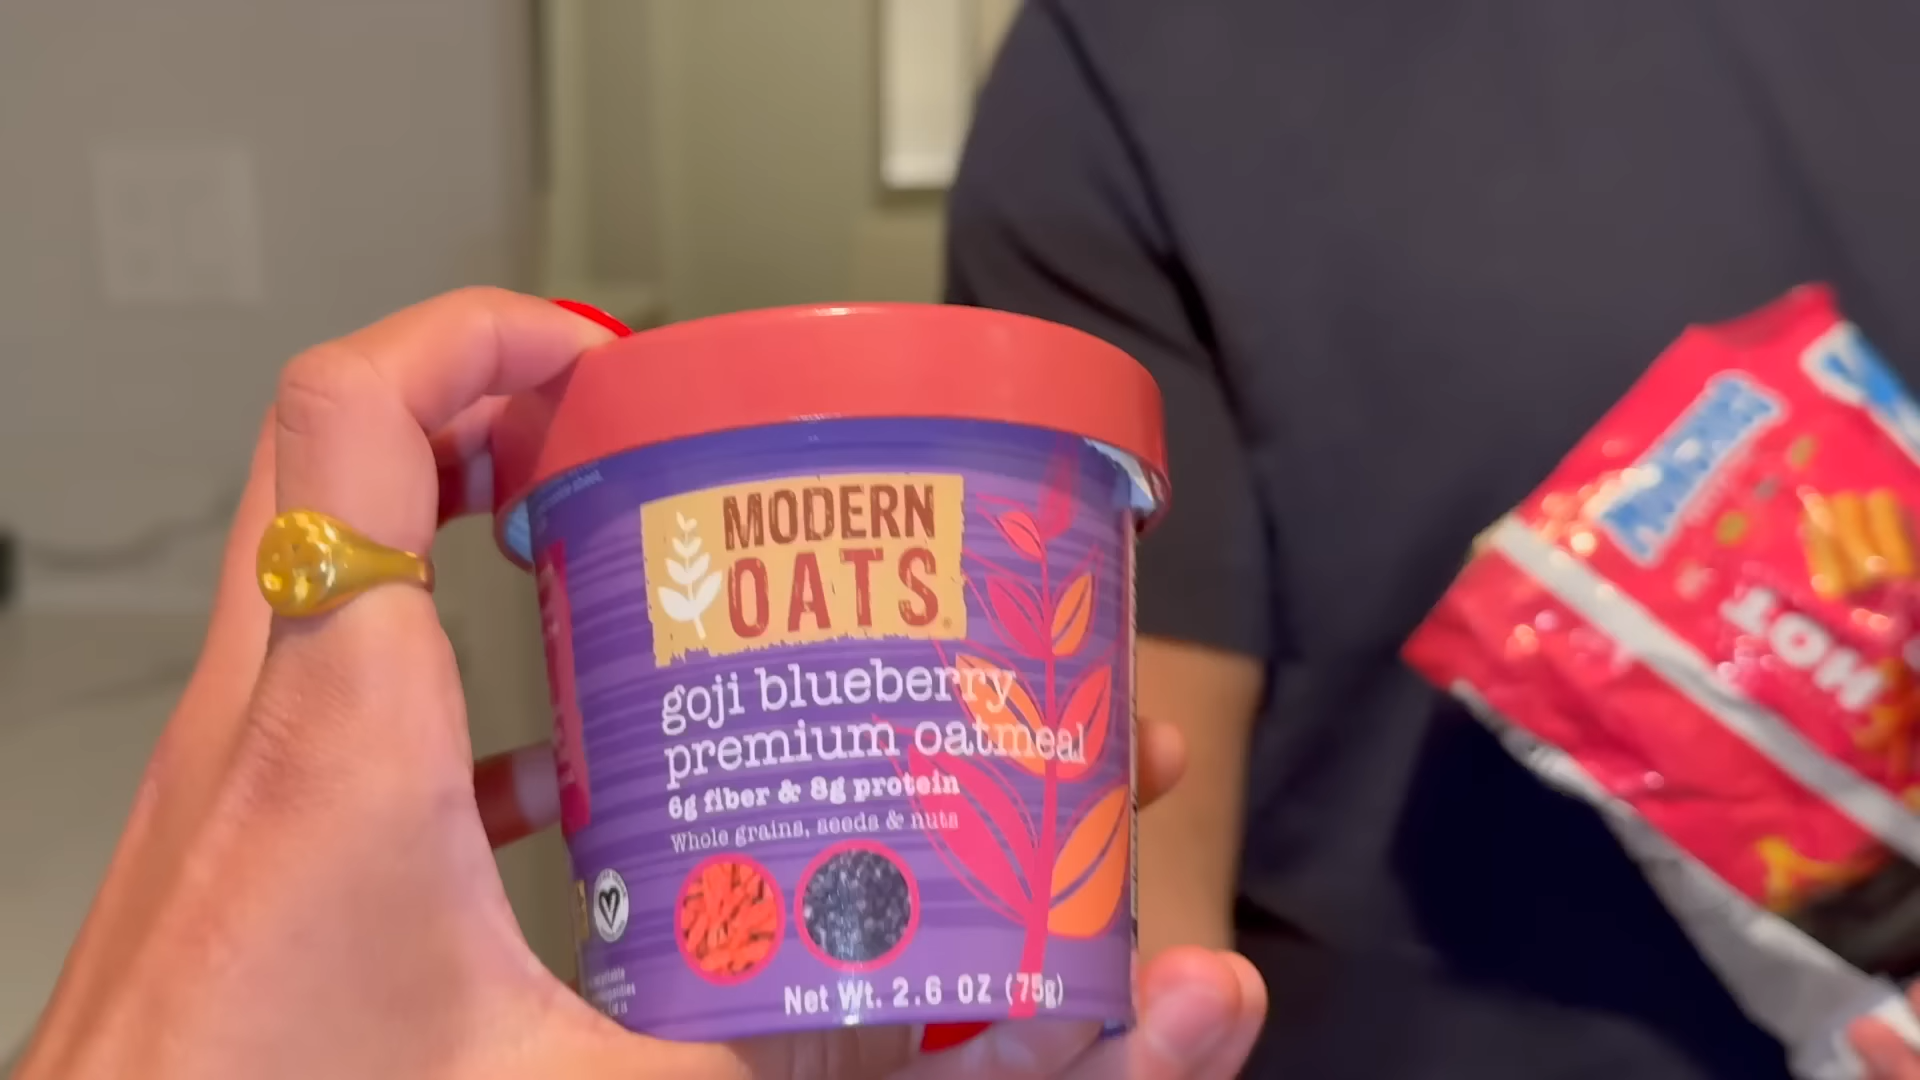 MODERN
OATS
goji blueberry
premium oatmeal
6g fiber & 8g protein
Whole grains, seeds & nuts
Net Wt. 2.6 OZ (75g)
HOT